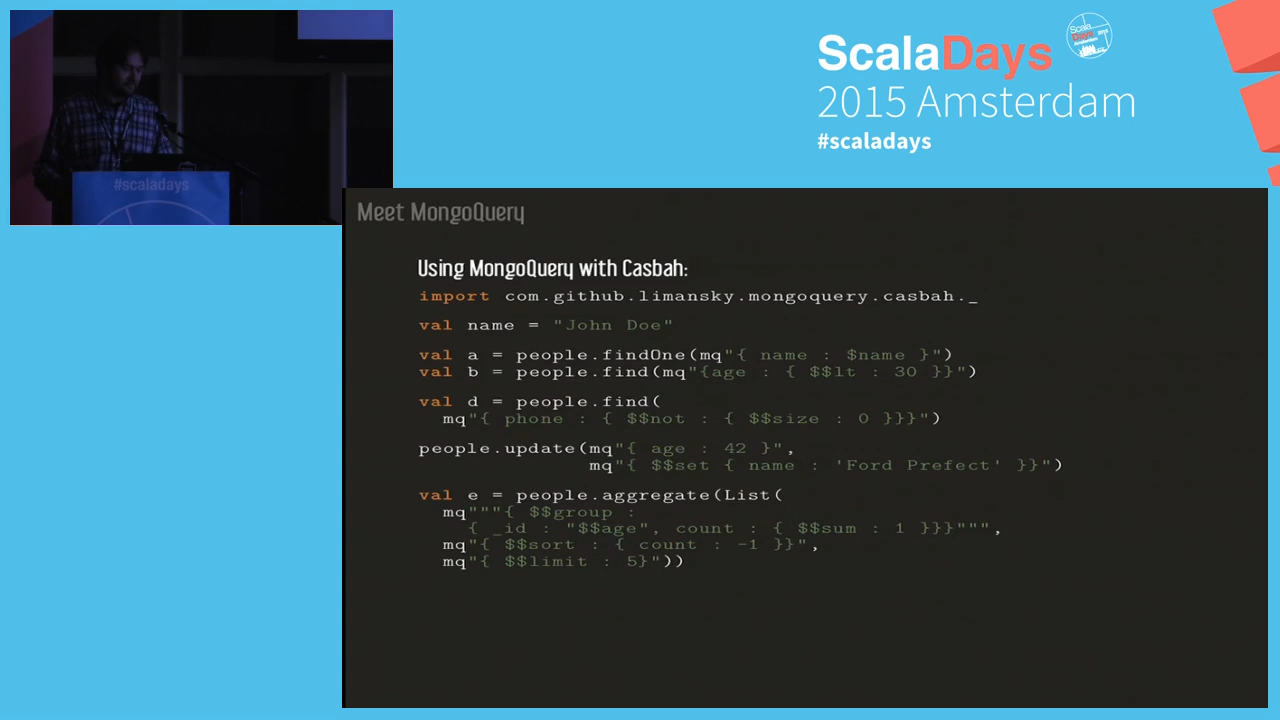 ScalaDays
2015 Amsterdam
#scaladays
#scaladays
Meet MongoQuery
Using MongoQuery with Casbah:
import com.github.limansky.mongoquery.casbah._
val name = "John Doe"
val a = people.findOne(mq"{ name : $name }")
val b = people.find(mq"{age : { $$lt : 30 }}")
val d = people.find(
mq"{ phone : { $$not : { $$size : 0 }}}")
people.update(mq"{ age : 42 }",
mq"{ $$set { name : 'Ford Prefect' }}")
val e = people.aggregate(List(
mq"""{ $$group :
{ _id : "$$age", count : { $$sum : 1 }}}""",
mq"{ $$sort : { count : -1 }}",
mq"{ $$limit : 5}"))